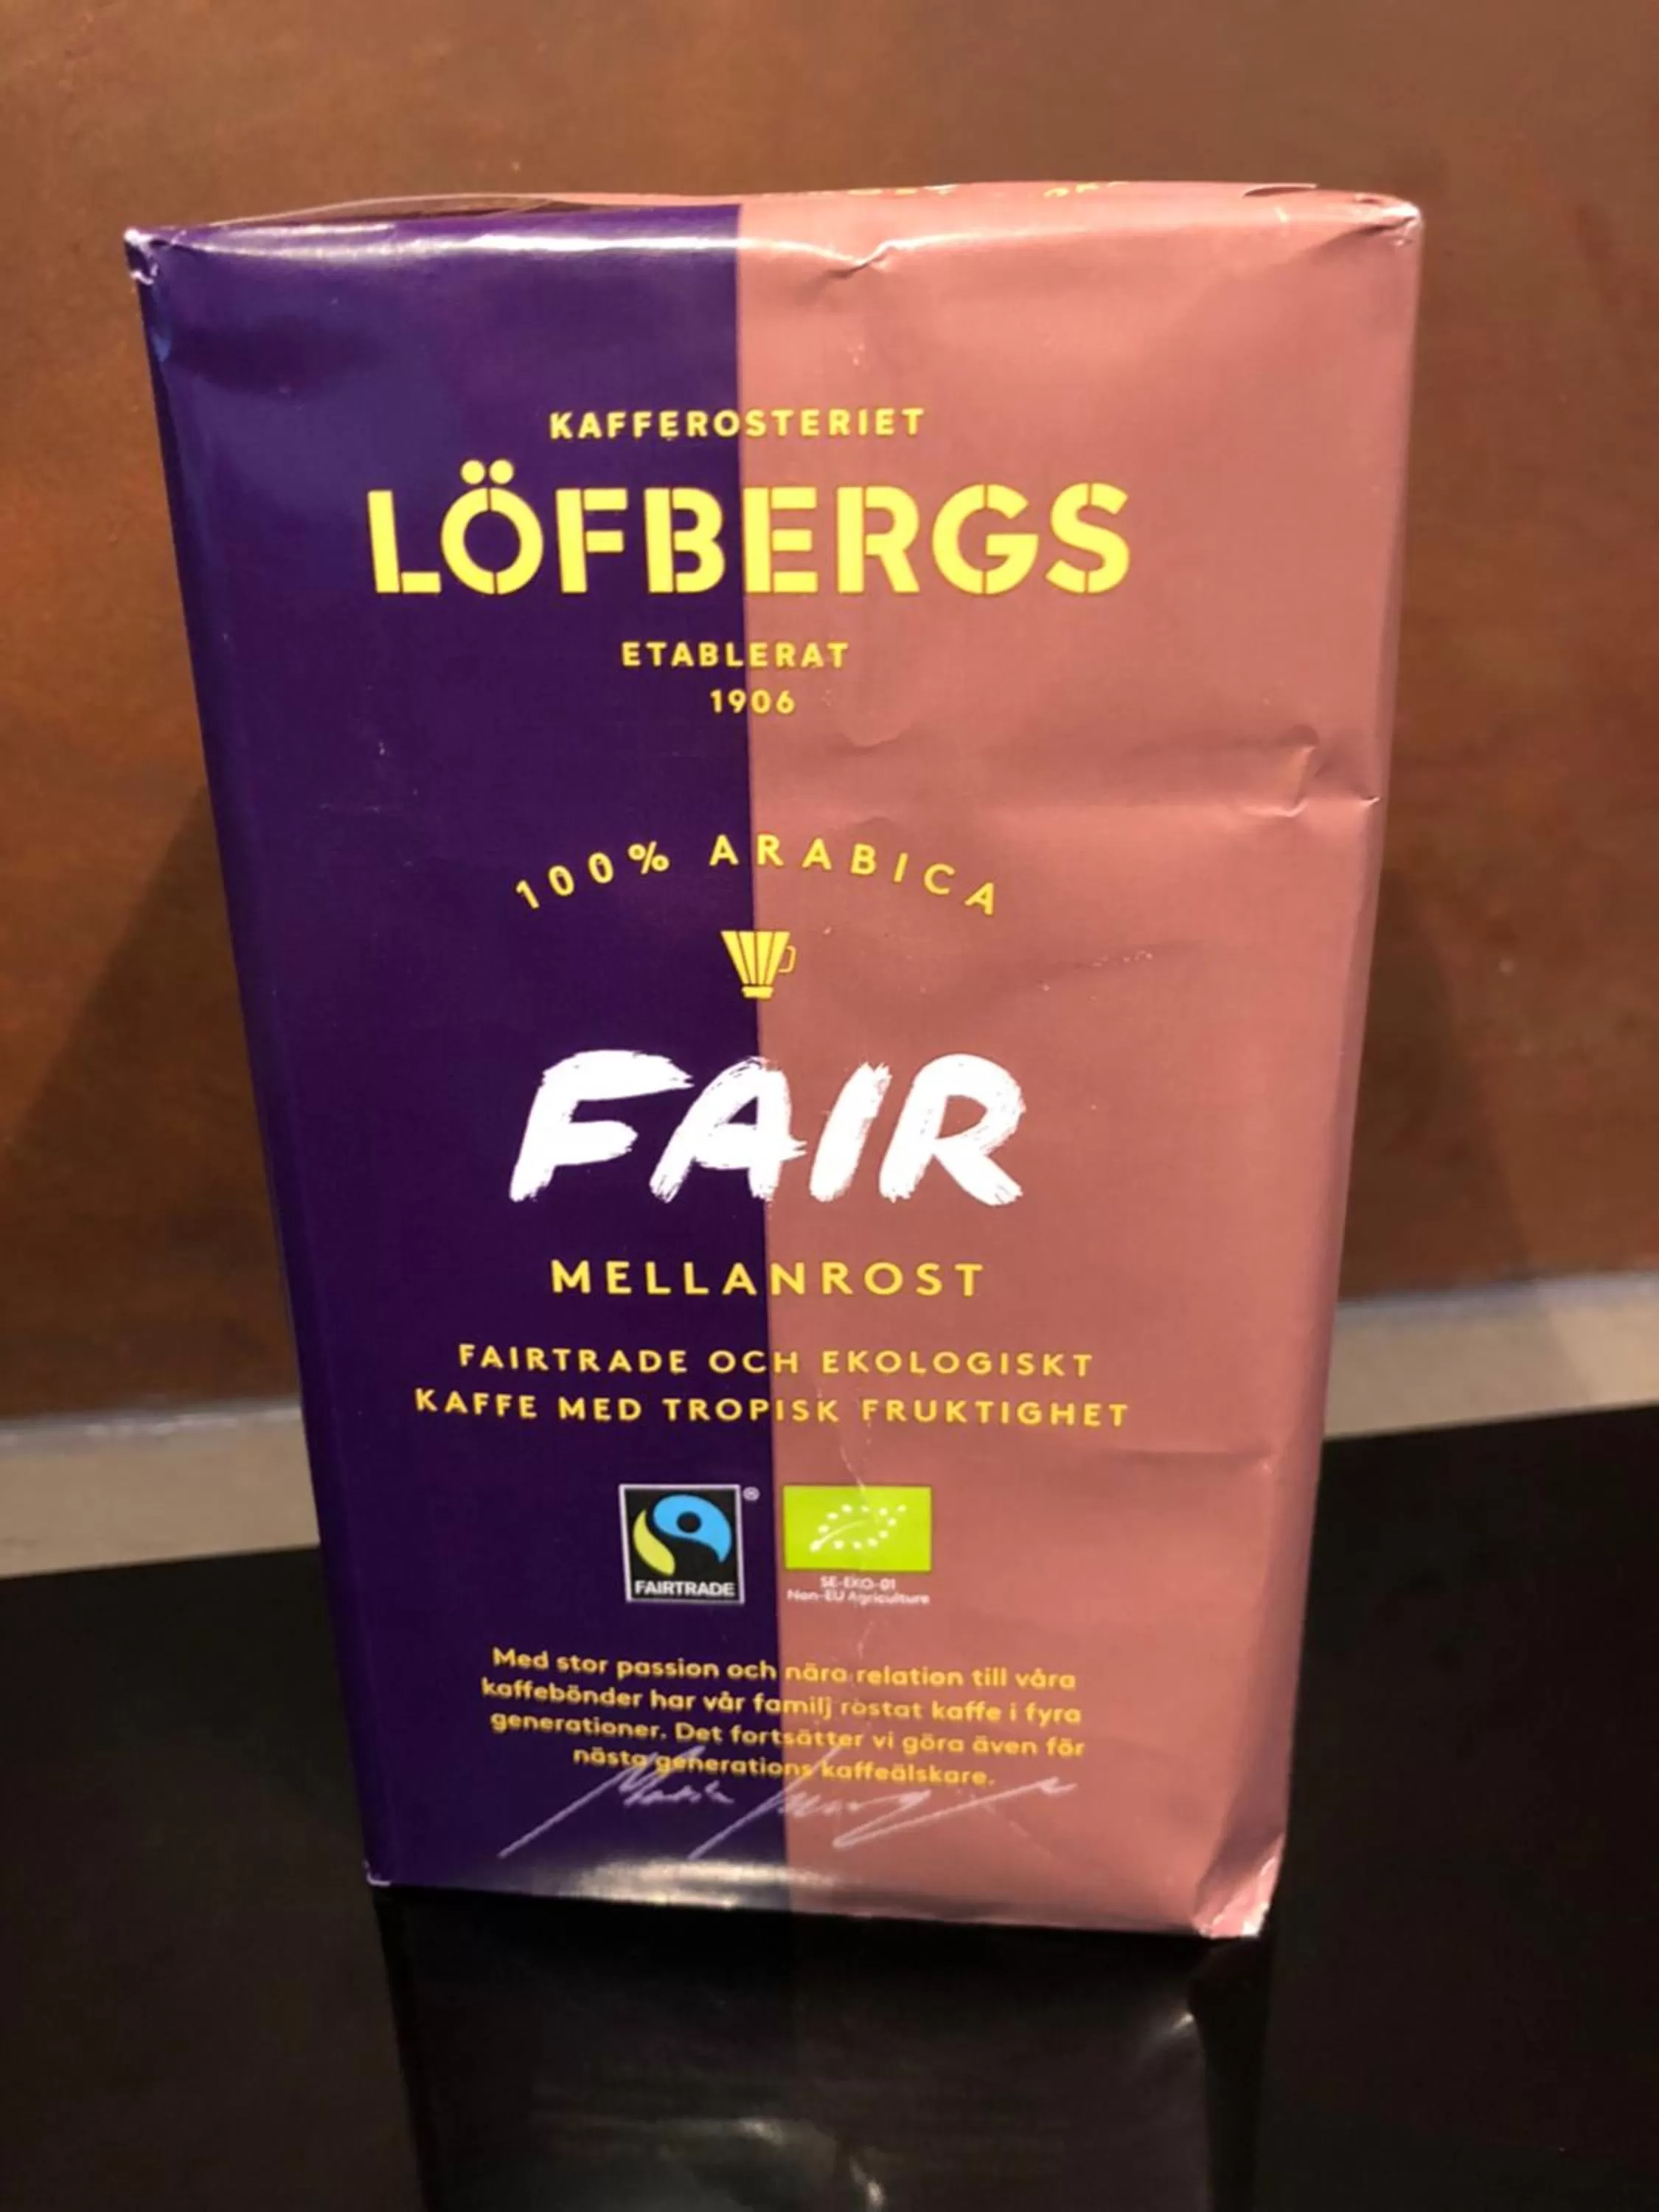 KAFFEROSTERIET
LÖFBERGS
ETABLERAT
1906
100% ARABICA
FAIR
MELLANROST
FAIRTRADE OCH EKOLOGISKT
KAFFE MED TROPISK FRUKTIGHET
®
FAIRTRADE
SE-EKO-01
Non-EU Agriculture
Med stor passion och nära relation till våra
kaffebönder har vår familj rostat kaffe i fyra
generationer. Det fortsätter vi göra även för
nästa generations kaffeälskare.